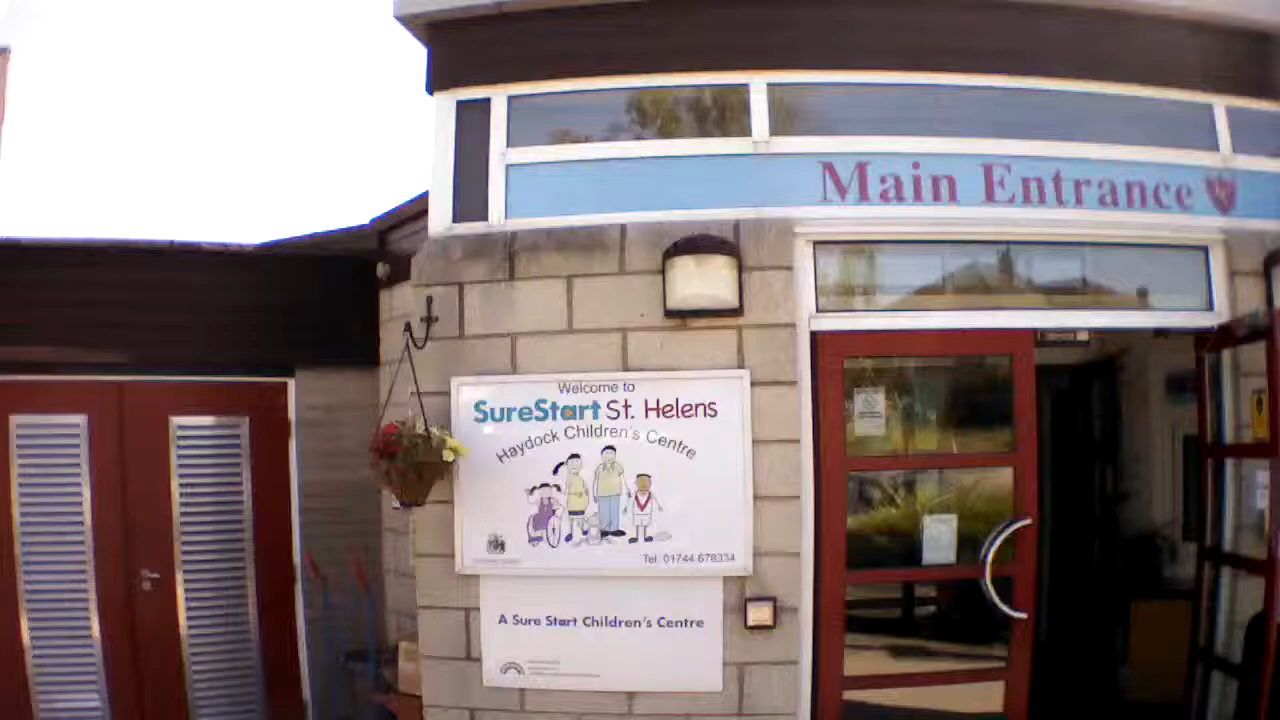 Main Entrance
Welcome to
SureStart St. Helens
Haydock Children's Centre
Tel: 01744 678334
A Sure Start Children's Centre